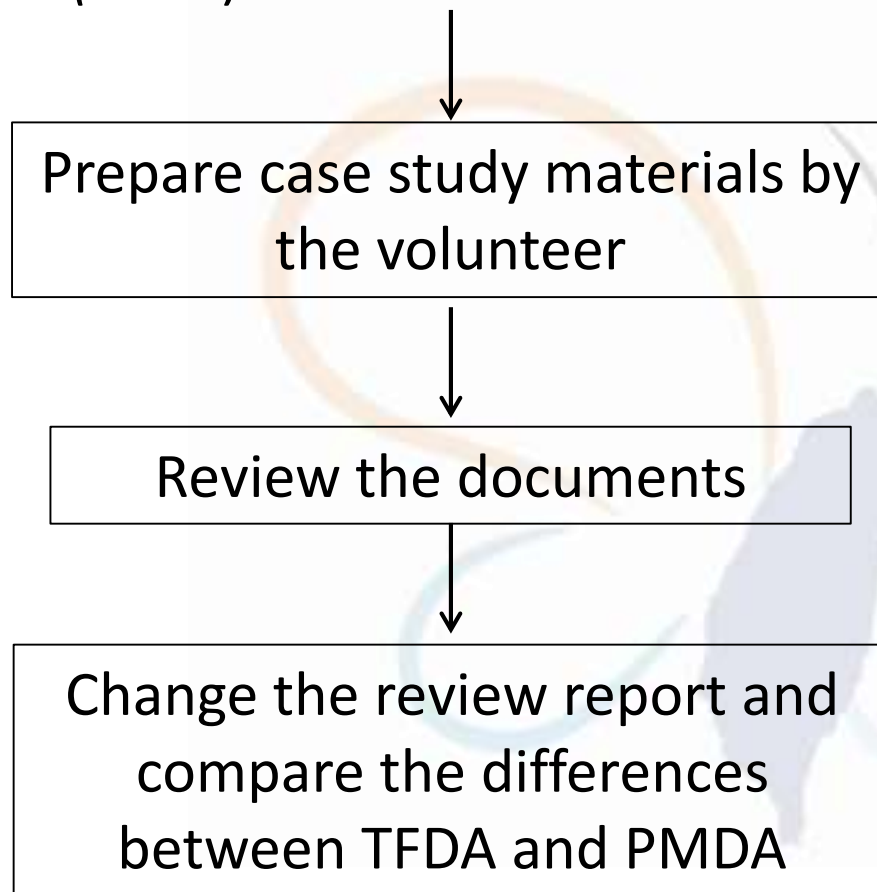 Prepare case study materials by
the volunteer
Review the documents
Change the review report and
compare the differences
between TFDA and PMDA